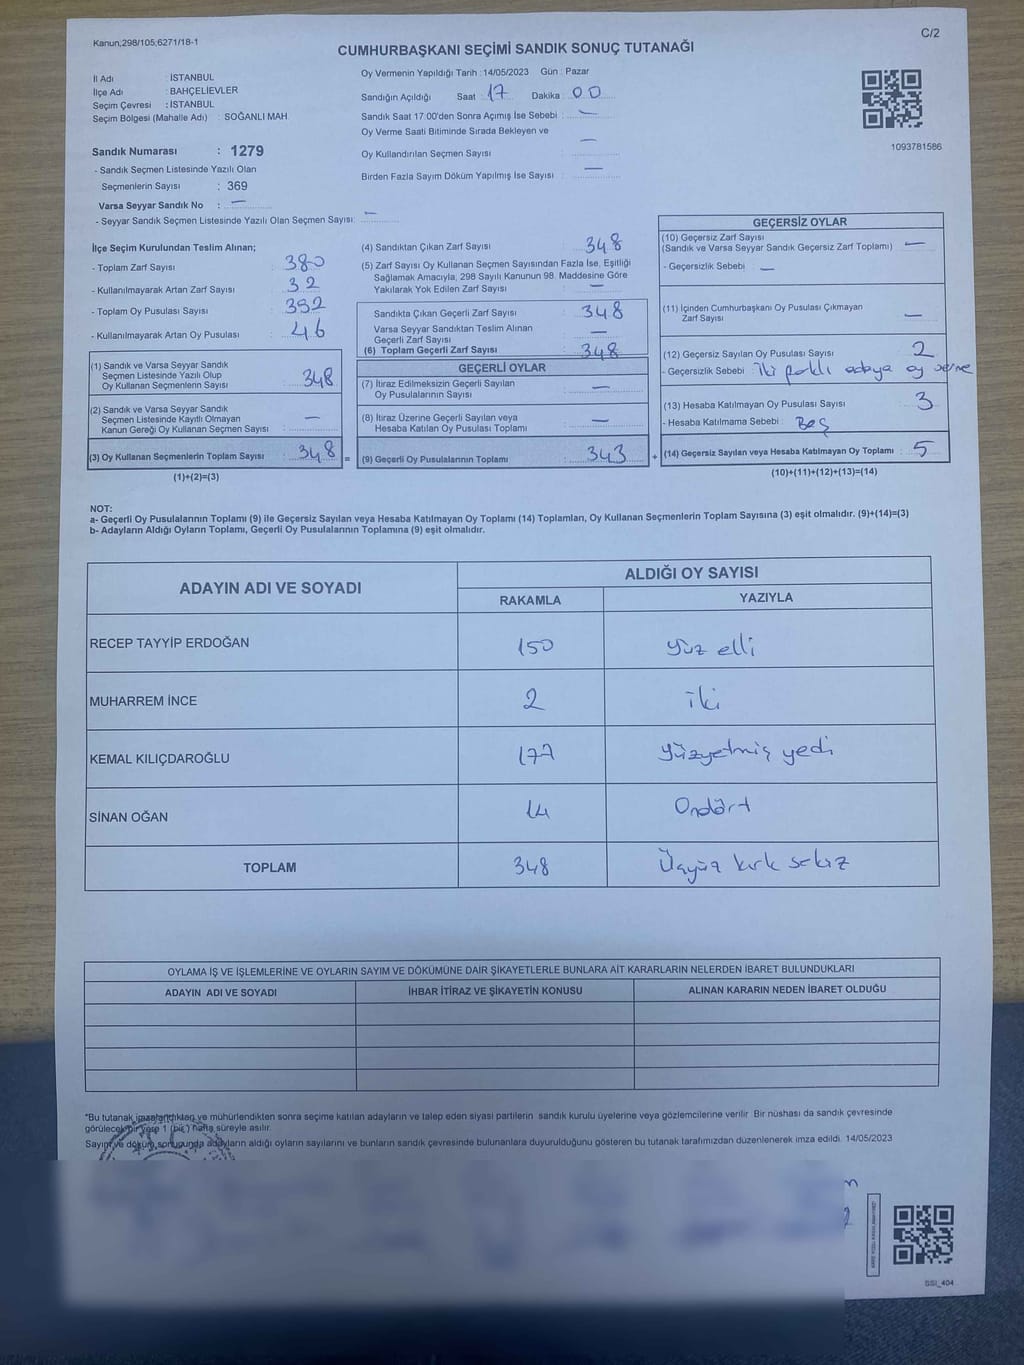 Kanun;298/105;6271/18-1
C/2
CUMHURBAŞKANI SEÇİMİ SANDIK SONUÇ TUTANAĞI
İl Adı : İSTANBUL
İlçe Adı : BAHÇELİEVLER
Seçim Çevresi : İSTANBUL
Seçim Bölgesi (Mahalle Adı) : SOĞANLI MAH
Sandık Numarası : 1279
- Sandık Seçmen Listesinde Yazılı Olan
Seçmenlerin Sayısı : 369
Varsa Seyyar Sandık No : —
- Seyyar Sandık Seçmen Listesinde Yazılı Olan Seçmen Sayısı: —
Oy Vermenin Yapıldığı Tarih : 14/05/2023 Gün : Pazar
Sandığın Açıldığı Saat : 17 Dakika : 00
Sandık Saat 17:00'den Sonra Açımış İse Sebebi : —
Oy Verme Saati Bitiminde Sırada Bekleyen ve
Oy Kullandırılan Seçmen Sayısı : —
Birden Fazla Sayım Döküm Yapılmış İse Sayısı : —
1093781586
İlçe Seçim Kurulundan Teslim Alınan;
- Toplam Zarf Sayısı : 380
- Kullanılmayarak Artan Zarf Sayısı : 32
- Toplam Oy Pusulası Sayısı : 392
- Kullanılmayarak Artan Oy Pusulası : 46
(1) Sandık ve Varsa Seyyar Sandık
Seçmen Listesinde Yazılı Olup
Oy Kullanan Seçmenlerin Sayısı : 348
(2) Sandık ve Varsa Seyyar Sandık
Seçmen Listesinde Kayıtlı Olmayan
Kanun Gereği Oy Kullanan Seçmen Sayısı : —
(3) Oy Kullanan Seçmenlerin Toplam Sayısı : 348 =
(1)+(2)=(3)
(4) Sandıktan Çıkan Zarf Sayısı : 348
(5) Zarf Sayısı Oy Kullanan Seçmen Sayısından Fazla İse, Eşitliği
Sağlamak Amacıyla, 298 Sayılı Kanunun 98. Maddesine Göre
Yakılarak Yok Edilen Zarf Sayısı : —
Sandıkta Çıkan Geçerli Zarf Sayısı : 348
Varsa Seyyar Sandıktan Teslim Alınan
Geçerli Zarf Sayısı : —
(6) Toplam Geçerli Zarf Sayısı : 348
GEÇERLİ OYLAR
(7) İtiraz Edilmeksizin Geçerli Sayılan
Oy Pusulalarının Sayısı : —
(8) İtiraz Üzerine Geçerli Sayılan veya
Hesaba Katılan Oy Pusulası Toplamı : —
(9) Geçerli Oy Pusulalarının Toplamı : 343 +
GEÇERSİZ OYLAR
(10) Geçersiz Zarf Sayısı
(Sandık ve Varsa Seyyar Sandık Geçersiz Zarf Toplamı) : —
- Geçersizlik Sebebi : —
(11) İçinden Cumhurbaşkanı Oy Pusulası Çıkmayan
Zarf Sayısı : —
(12) Geçersiz Sayılan Oy Pusulası Sayısı : 2
- Geçersizlik Sebebi : iki farklı adaya oy verme
(13) Hesaba Katılmayan Oy Pusulası Sayısı : 3
- Hesaba Katılmama Sebebi : Boş
(14) Geçersiz Sayılan veya Hesaba Katılmayan Oy Toplamı : 5
(10)+(11)+(12)+(13)=(14)
NOT:
a- Geçerli Oy Pusulalarının Toplamı (9) ile Geçersiz Sayılan veya Hesaba Katılmayan Oy Toplamı (14) Toplamları, Oy Kullanan Seçmenlerin Toplam Sayısına (3) eşit olmalıdır. (9)+(14)=(3)
b- Adayların Aldığı Oyların Toplamı, Geçerli Oy Pusulalarının Toplamına (9) eşit olmalıdır.
ADAYIN ADI VE SOYADI
ALDIĞI OY SAYISI
RAKAMLA YAZIYLA
RECEP TAYYİP ERDOĞAN 150 yüz elli
MUHARREM İNCE 2 iki
KEMAL KILIÇDAROĞLU 177 yüzyetmiş yedi
SİNAN OĞAN 14 Ondört
TOPLAM 348 Üçyüz kırk sekiz
OYLAMA İŞ VE İŞLEMLERİNE VE OYLARIN SAYIM VE DÖKÜMÜNE DAİR ŞİKAYETLERLE BUNLARA AİT KARARLARIN NELERDEN İBARET BULUNDUKLARI
ADAYIN ADI VE SOYADI İHBAR İTİRAZ VE ŞİKAYETİN KONUSU ALINAN KARARIN NEDEN İBARET OLDUĞU
*Bu tutanak imzalandıktan ve mühürlendikten sonra seçime katılan adayların ve talep eden siyasi partilerin sandık kurulu üyelerine veya gözlemcilerine verilir Bir nüshası da sandık çevresinde
görülecek bir yere 1 (bir) hafta süreyle asılır.
Sayım ve döküm sonucunda adayların aldığı oyların sayılarını ve bunların sandık çevresinde bulunanlara duyurulduğunu gösteren bu tutanak tarafımızdan düzenlenerek imza edildi. 14/05/2023
SSI_404